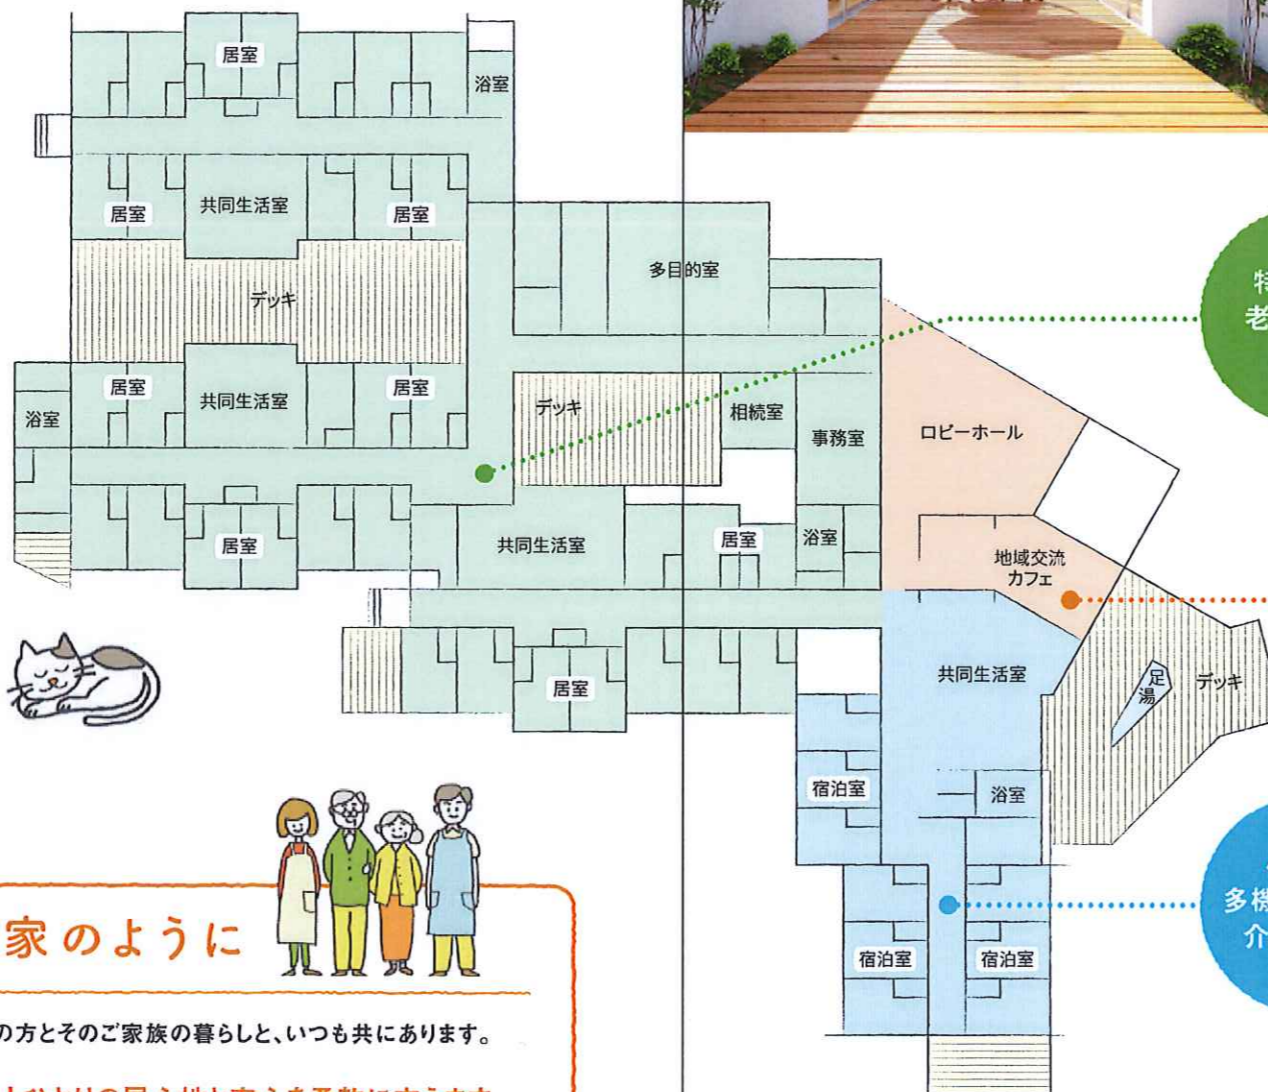 居室
浴室
居室
共同生活室
居室
多目的室
デッキ
特
老
居室
共同生活室
居室
浴室
デッキ
相続室
事務室
ロビーホール
居室
共同生活室
居室
浴室
地域交流
カフェ
居室
共同生活室
足
湯
デッキ
宿泊室
浴室
多機
介
宿泊室
宿泊室
家のように
の方とそのご家族の暮らしと、いつも共にあります。